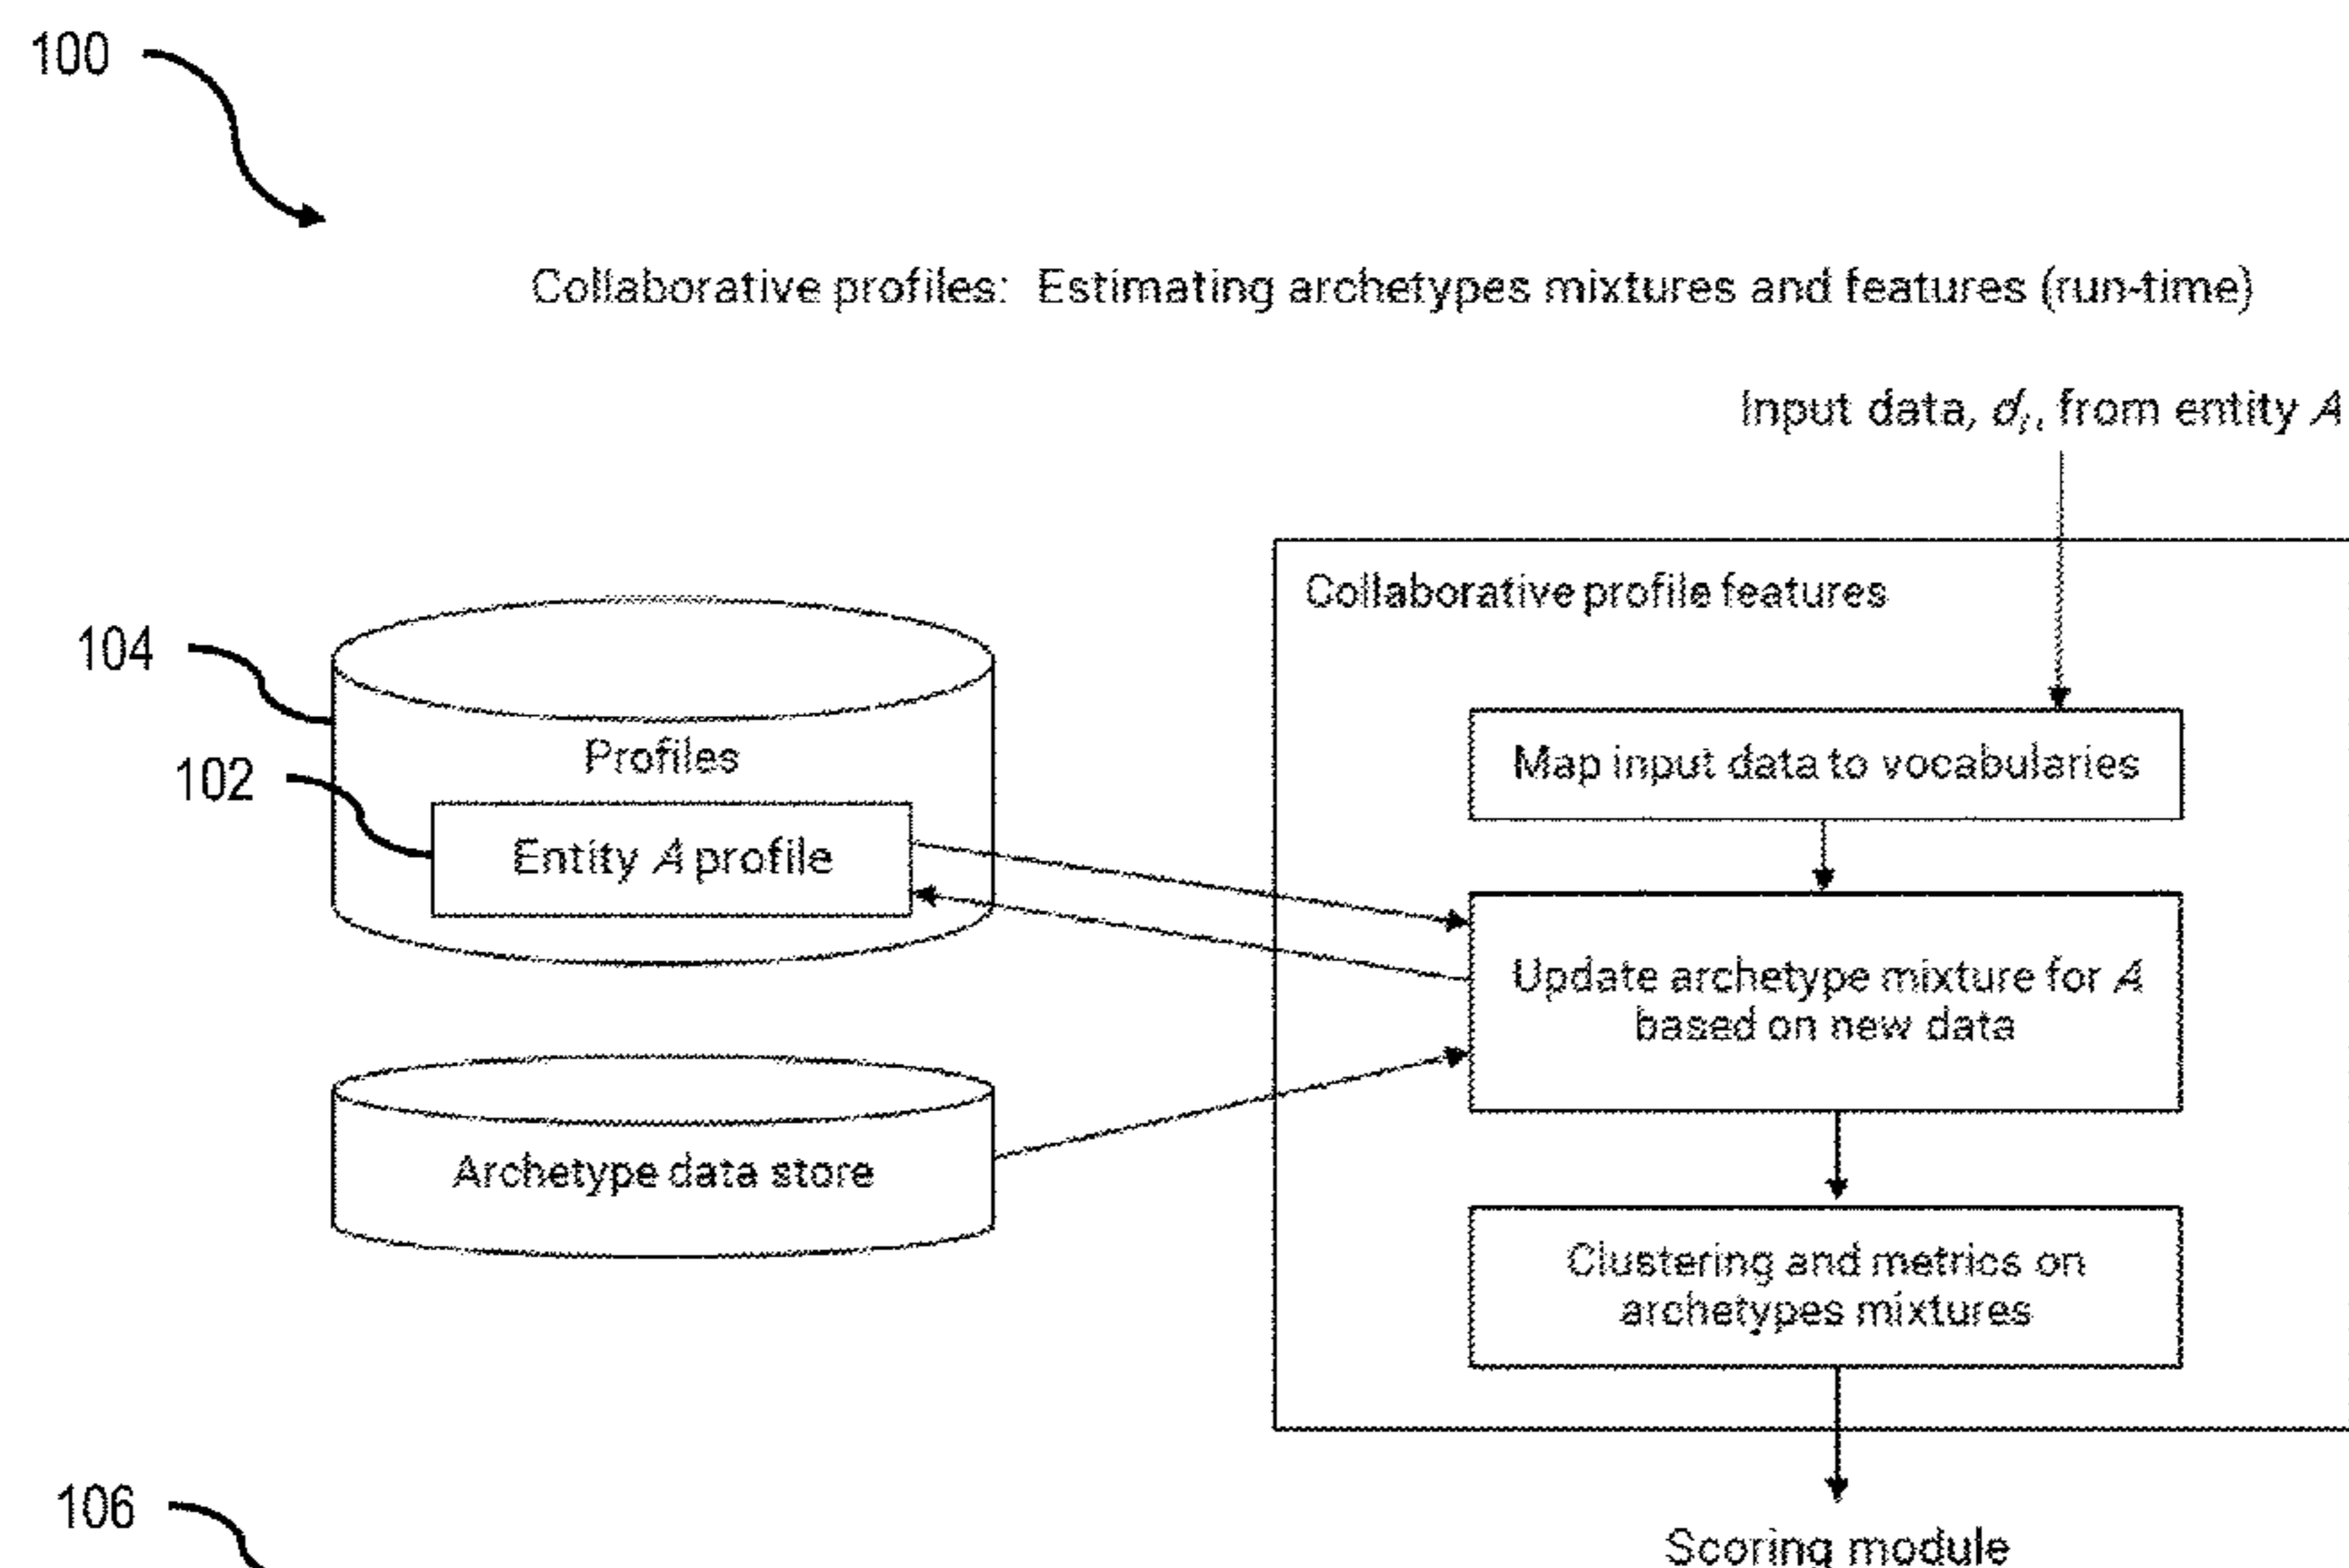 100
Collaborative profiles: Estimating archetypes mixtures and features (run-time)
Input data, dᵢ, from entity A
Collaborative profile features
104
Profiles
102
Entity A profile
Map input data to vocabularies
Update archetype mixture for A
based on new data
Archetype data store
Clustering and metrics on
archetypes mixtures
106
Scoring module